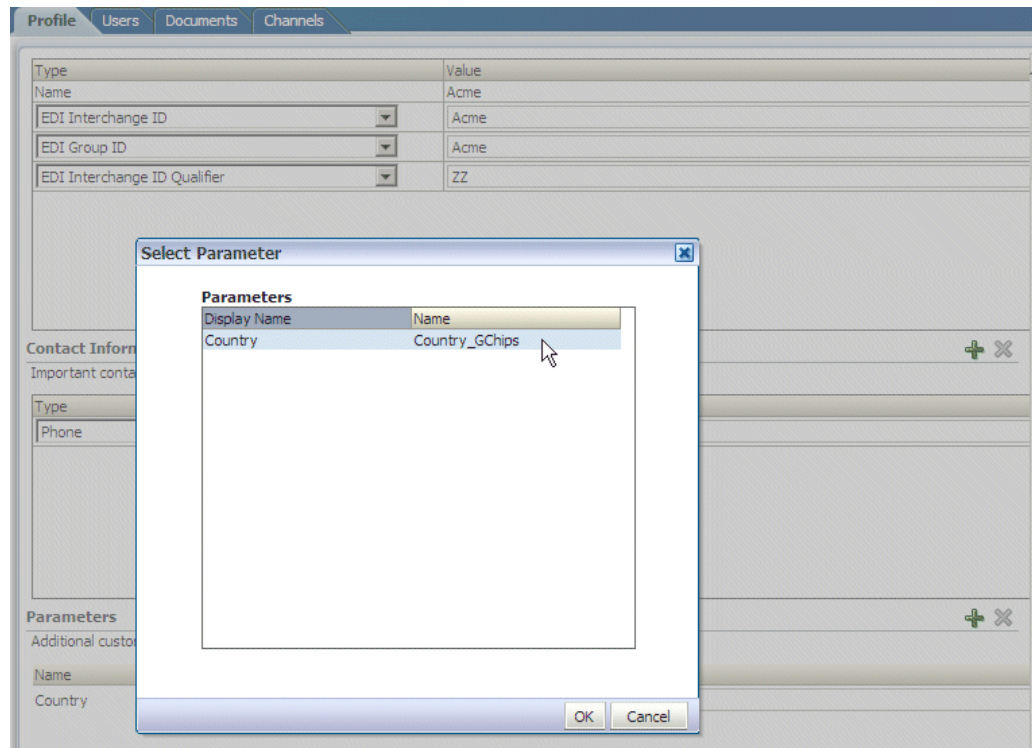 Profile Users Documents Channels
Type Value
Name Acme
EDI Interchange ID Acme
EDI Group ID Acme
EDI Interchange ID Qualifier ZZ
Select Parameter
Parameters
Display Name Name
Country Country_GChips
Contact Inform
Important conta
Type
Phone
Parameters
Additional custo
Name
Country
OK Cancel